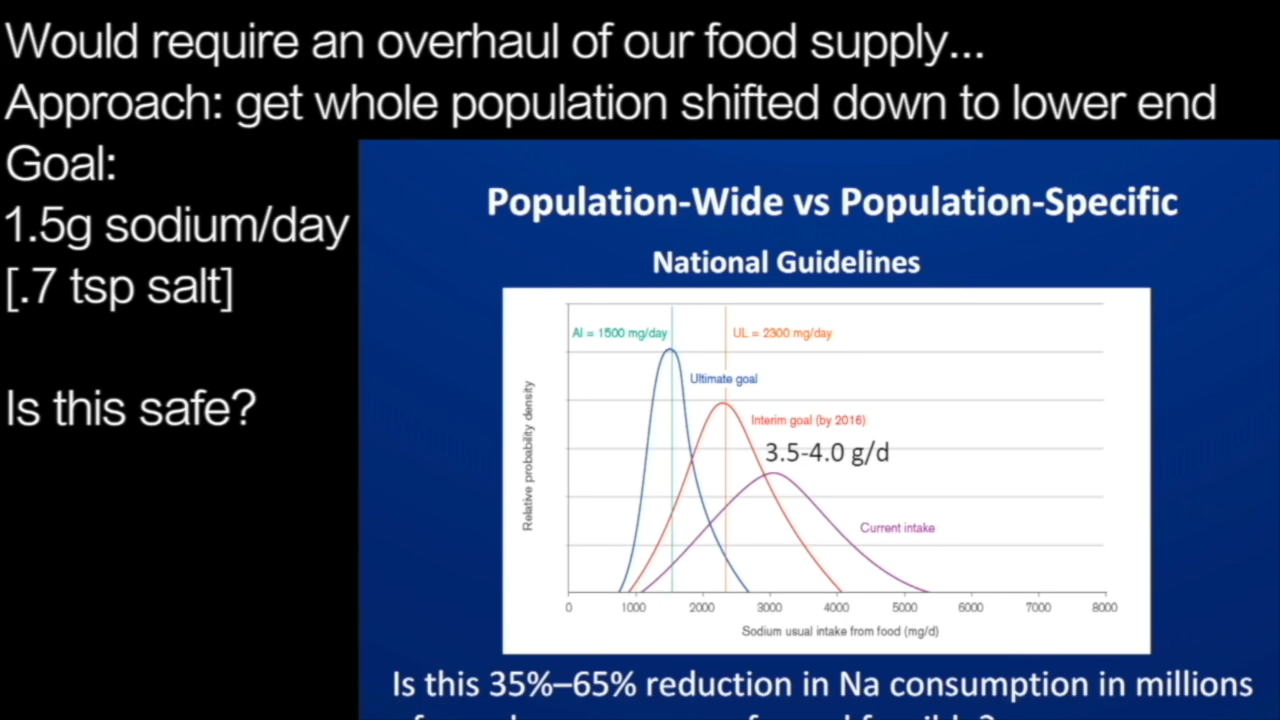 Would require an overhaul of our food supply...
Approach: get whole population shifted down to lower end
Goal:
1.5g sodium/day
[.7 tsp salt]
Is this safe?
Population-Wide vs Population-Specific
National Guidelines
AI = 1500 mg/day
UL = 2300 mg/day
Ultimate goal
Interim goal (by 2016)
3.5-4.0 g/d
Current intake
Relative probability density
0 1000 2000 3000 4000 5000 6000 7000 8000
Sodium usual intake from food (mg/d)
Is this 35%–65% reduction in Na consumption in millions